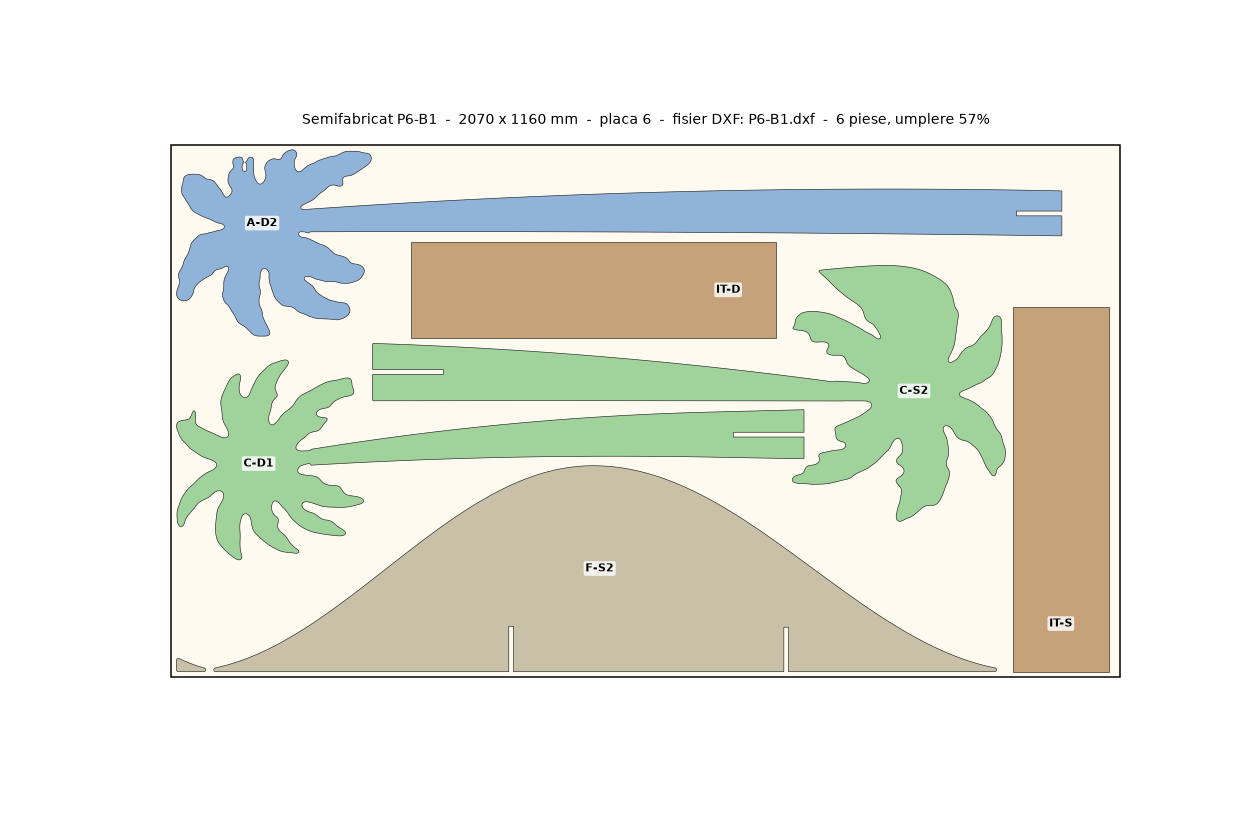 Semifabricat P6-B1 - 2070 x 1160 mm - placa 6 - fisier DXF: P6-B1.dxf - 6 piese, umplere 57%
A-D2
IT-D
C-S2
C-D1
F-S2
IT-S